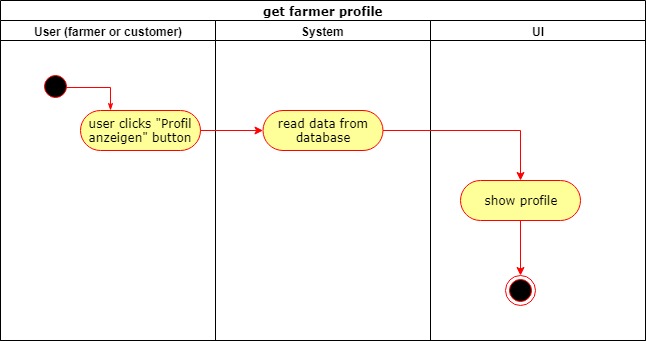 get farmer profile
User (farmer or customer)
System
UI
user clicks "Profil
anzeigen" button
read data from
database
show profile